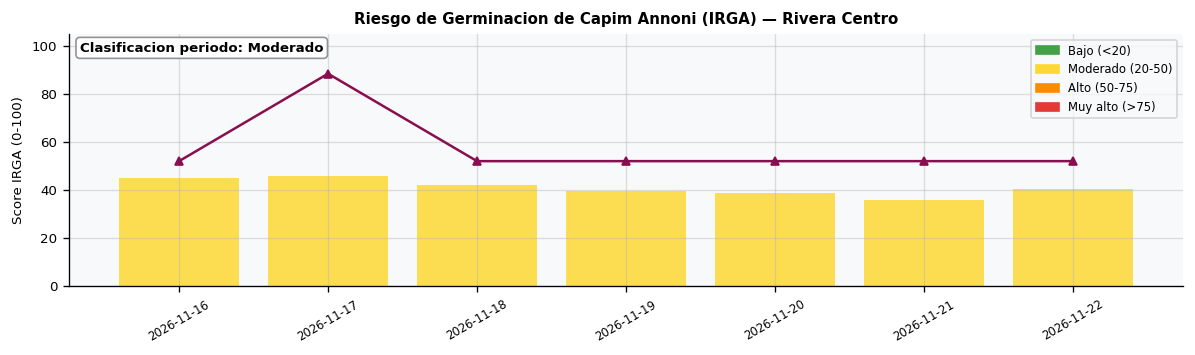 Riesgo de Germinacion de Capim Annoni (IRGA) — Rivera Centro
Clasificacion periodo: Moderado
Bajo (<20)
Moderado (20-50)
Alto (50-75)
Muy alto (>75)
Score IRGA (0-100)
100
80
60
40
20
0
2026-11-16
2026-11-17
2026-11-18
2026-11-19
2026-11-20
2026-11-21
2026-11-22